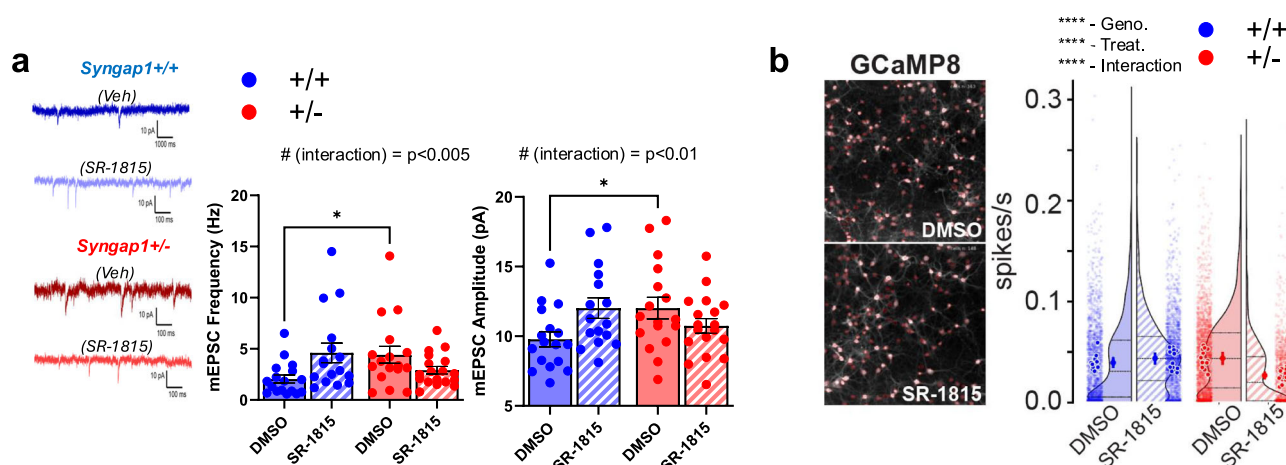 a
Syngap1+/+
(Veh)
10 pA
1000 ms
(SR-1815)
10 pA
100 ms
Syngap1+/-
(Veh)
10 pA
100 ms
(SR-1815)
10 pA
100 ms
+/+
+/-
# (interaction) = p<0.005
# (interaction) = p<0.01
mEPSC Frequency (Hz)
20
15
10
5
0
*
DMSO
SR-1815
DMSO
SR-1815
mEPSC Amplitude (pA)
20
15
10
5
*
DMSO
SR-1815
DMSO
SR-1815
b
GCaMP8
DMSO
SR-1815
**** - Geno.
**** - Treat.
**** - Interaction
+/+
+/-
spikes/s
0.3
0.2
0.1
0.0
DMSO
SR-1815
DMSO
SR-1815